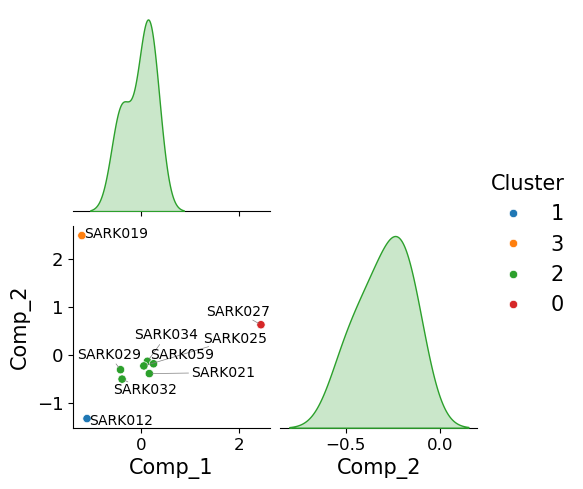 Cluster
1
3
2
0
Comp_2
2
1
0
−1
SARK019
SARK027
SARK034
SARK025
SARK029
SARK059
SARK021
SARK032
SARK012
0
2
Comp_1
−0.5
0.0
Comp_2